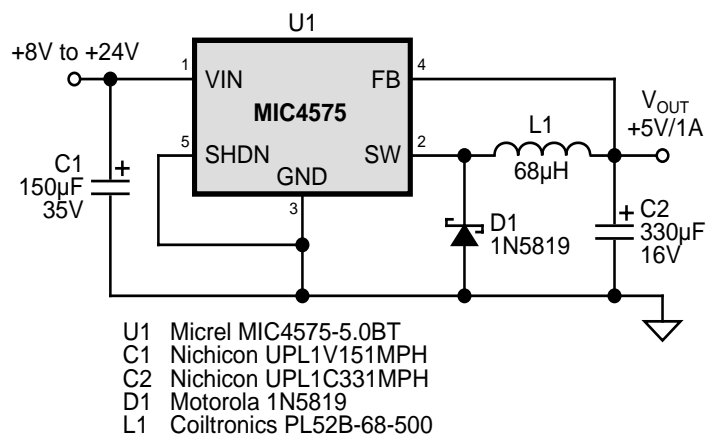 U1
+8V to +24V
1
VIN
FB
4
MIC4575
VOUT
+5V/1A
L1
68µH
5
SHDN
SW
2
GND
3
C1
150µF
35V
+
D1
1N5819
+
C2
330µF
16V
U1 Micrel MIC4575-5.0BT
C1 Nichicon UPL1V151MPH
C2 Nichicon UPL1C331MPH
D1 Motorola 1N5819
L1 Coiltronics PL52B-68-500